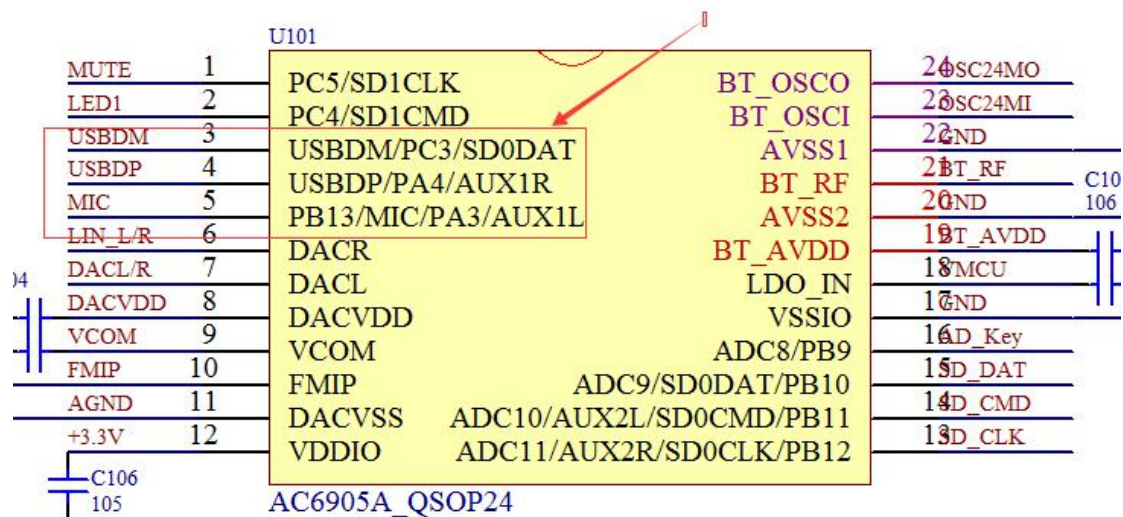 U101
MUTE 1 PC5/SD1CLK BT_OSCO 24 OSC24MO
LED1 2 PC4/SD1CMD BT_OSCI 23 OSC24MI
USBDM 3 USBDM/PC3/SD0DAT AVSS1 22 GND
USBDP 4 USBDP/PA4/AUX1R BT_RF 21 BT_RF
MIC 5 PB13/MIC/PA3/AUX1L AVSS2 20 GND
LIN_L/R 6 DACR BT_AVDD 19 BT_AVDD
DACL/R 7 DACL LDO_IN 18 VMCU
DACVDD 8 DACVDD VSSIO 17 GND
VCOM 9 VCOM ADC8/PB9 16 AD_Key
FMIP 10 FMIP ADC9/SD0DAT/PB10 15 SD_DAT
AGND 11 DACVSS ADC10/AUX2L/SD0CMD/PB11 14 SD_CMD
+3.3V 12 VDDIO ADC11/AUX2R/SD0CLK/PB12 13 SD_CLK
106
C106
105
AC6905A_QSOP24